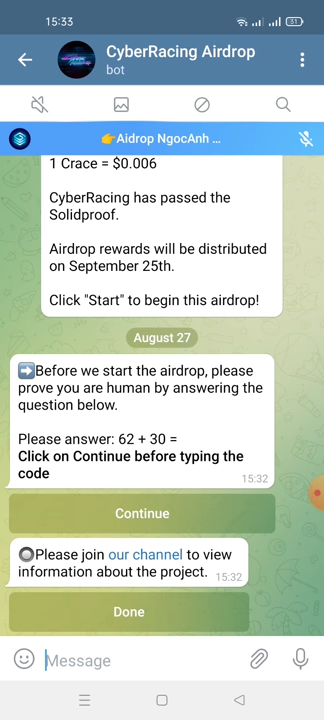 15:33
51
CyberRacing Airdrop
bot
👉Aidrop NgocAnh ...
1 Crace = $0.006
CyberRacing has passed the
Solidproof.
Airdrop rewards will be distributed
on September 25th.
Click "Start" to begin this airdrop!
August 27
➡️Before we start the airdrop, please
prove you are human by answering the
question below.
Please answer: 62 + 30 =
Click on Continue before typing the
code
15:32
Continue
🔘Please join our channel to view
information about the project. 15:32
Done
Message